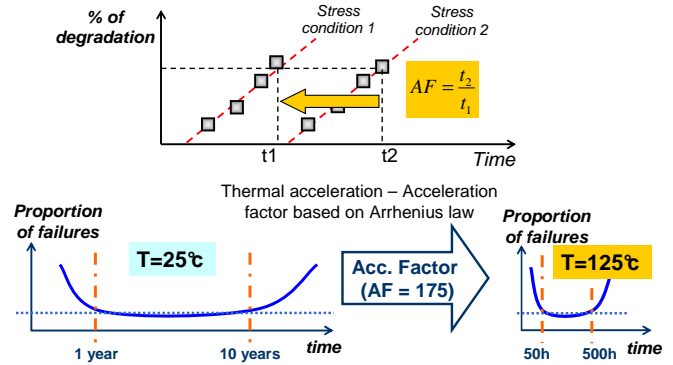 % of
degradation
Stress
condition 1
Stress
condition 2
AF = t2 / t1
t1
t2
Time
Thermal acceleration – Acceleration
factor based on Arrhenius law
Proportion
of failures
T=25℃
1 year
10 years
time
Acc. Factor
(AF = 175)
Proportion
of failures
T=125℃
50h
500h
time